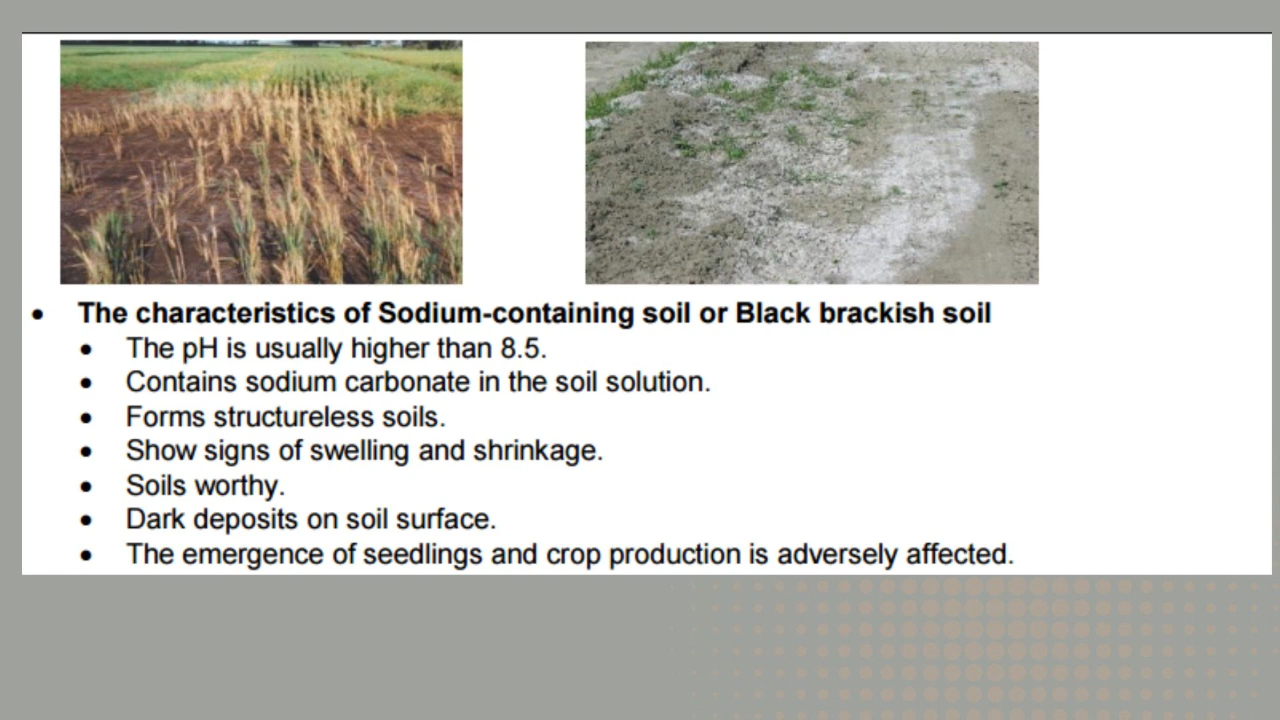 • The characteristics of Sodium-containing soil or Black brackish soil
• The pH is usually higher than 8.5.
• Contains sodium carbonate in the soil solution.
• Forms structureless soils.
• Show signs of swelling and shrinkage.
• Soils worthy.
• Dark deposits on soil surface.
• The emergence of seedlings and crop production is adversely affected.